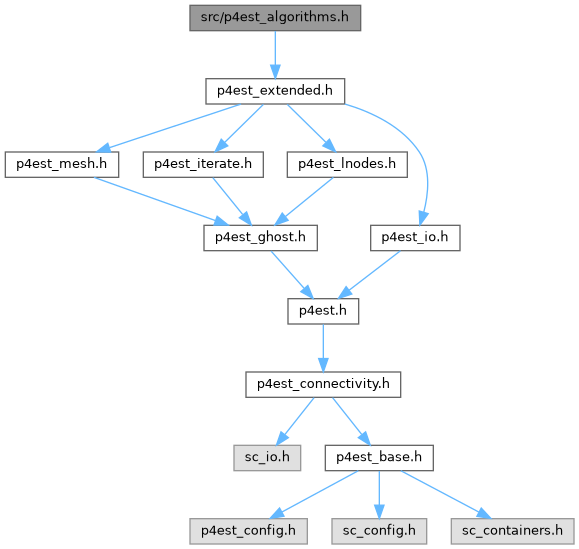 src/p4est_algorithms.h
p4est_extended.h
p4est_mesh.h
p4est_iterate.h
p4est_lnodes.h
p4est_ghost.h
p4est_io.h
p4est.h
p4est_connectivity.h
sc_io.h
p4est_base.h
p4est_config.h
sc_config.h
sc_containers.h